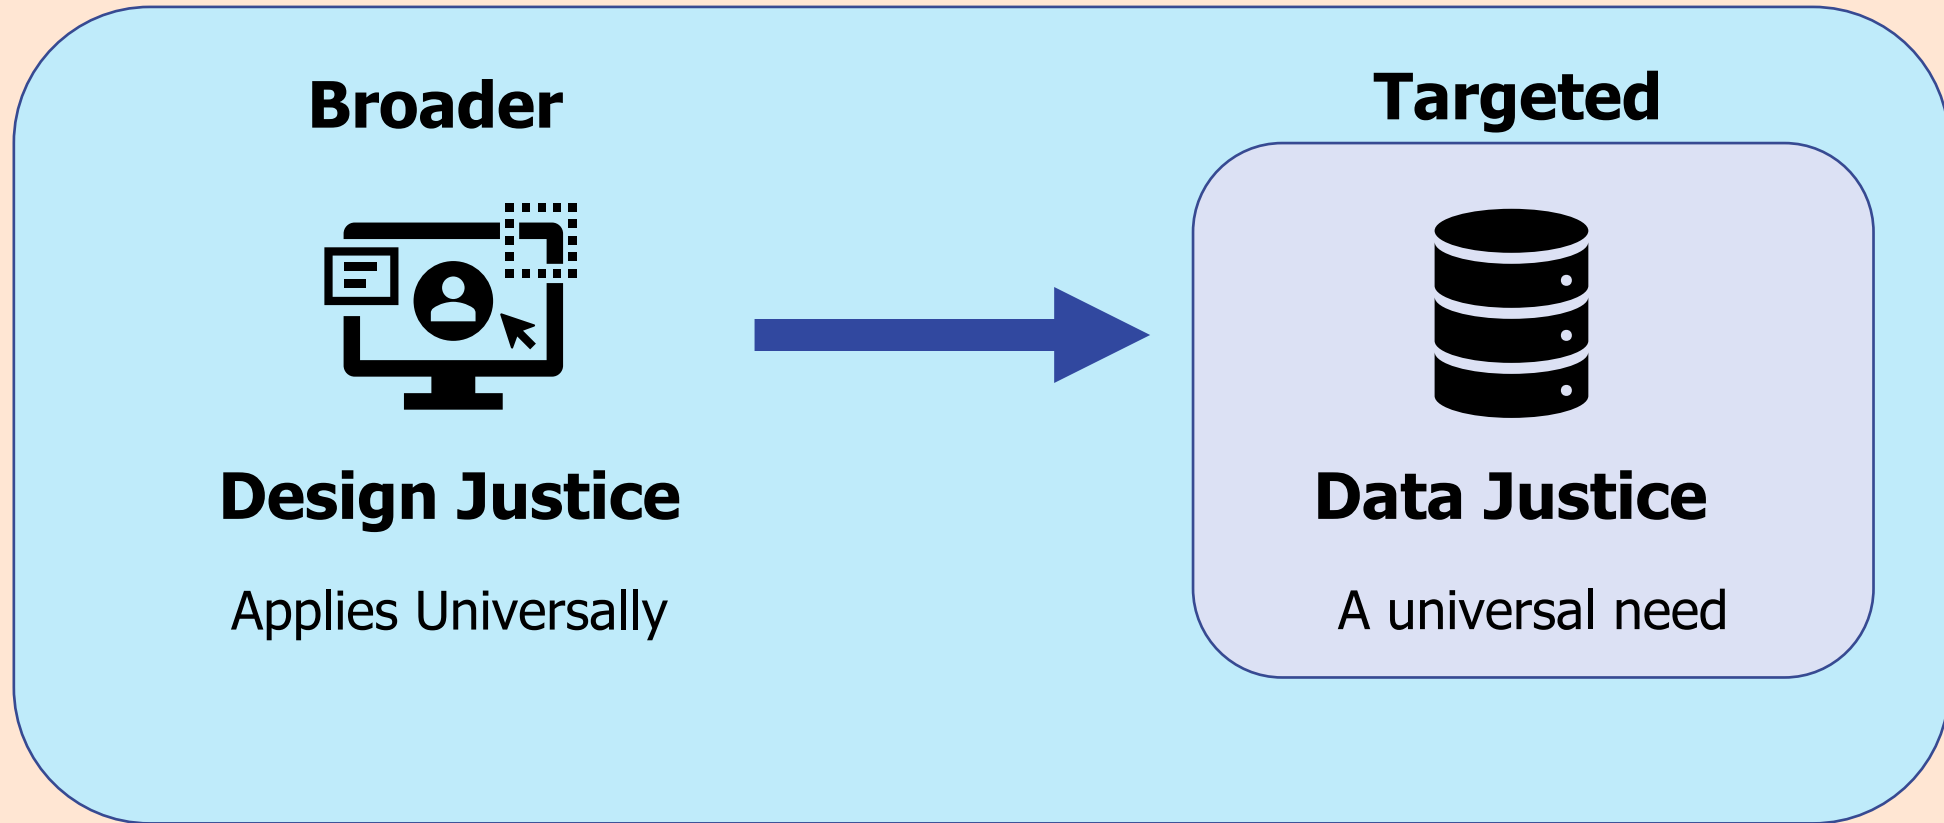 Broader
Design Justice
Applies Universally
Targeted
Data Justice
A universal need